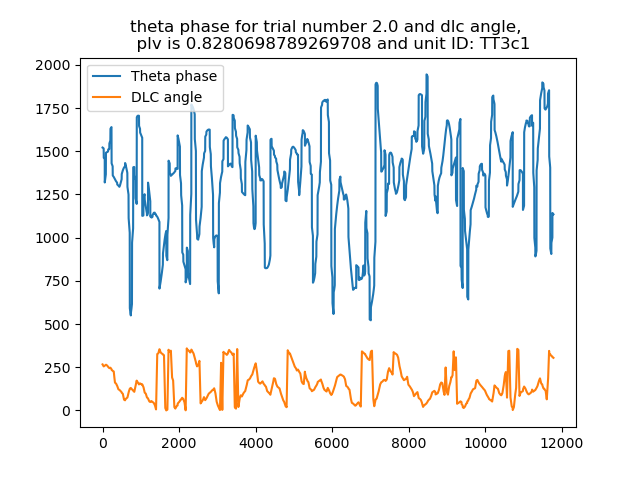 theta phase for trial number 2.0 and dlc angle,
plv is 0.8280698789269708 and unit ID: TT3c1
Theta phase
DLC angle
2000
1750
1500
1250
1000
750
500
250
0
0 2000 4000 6000 8000 10000 12000